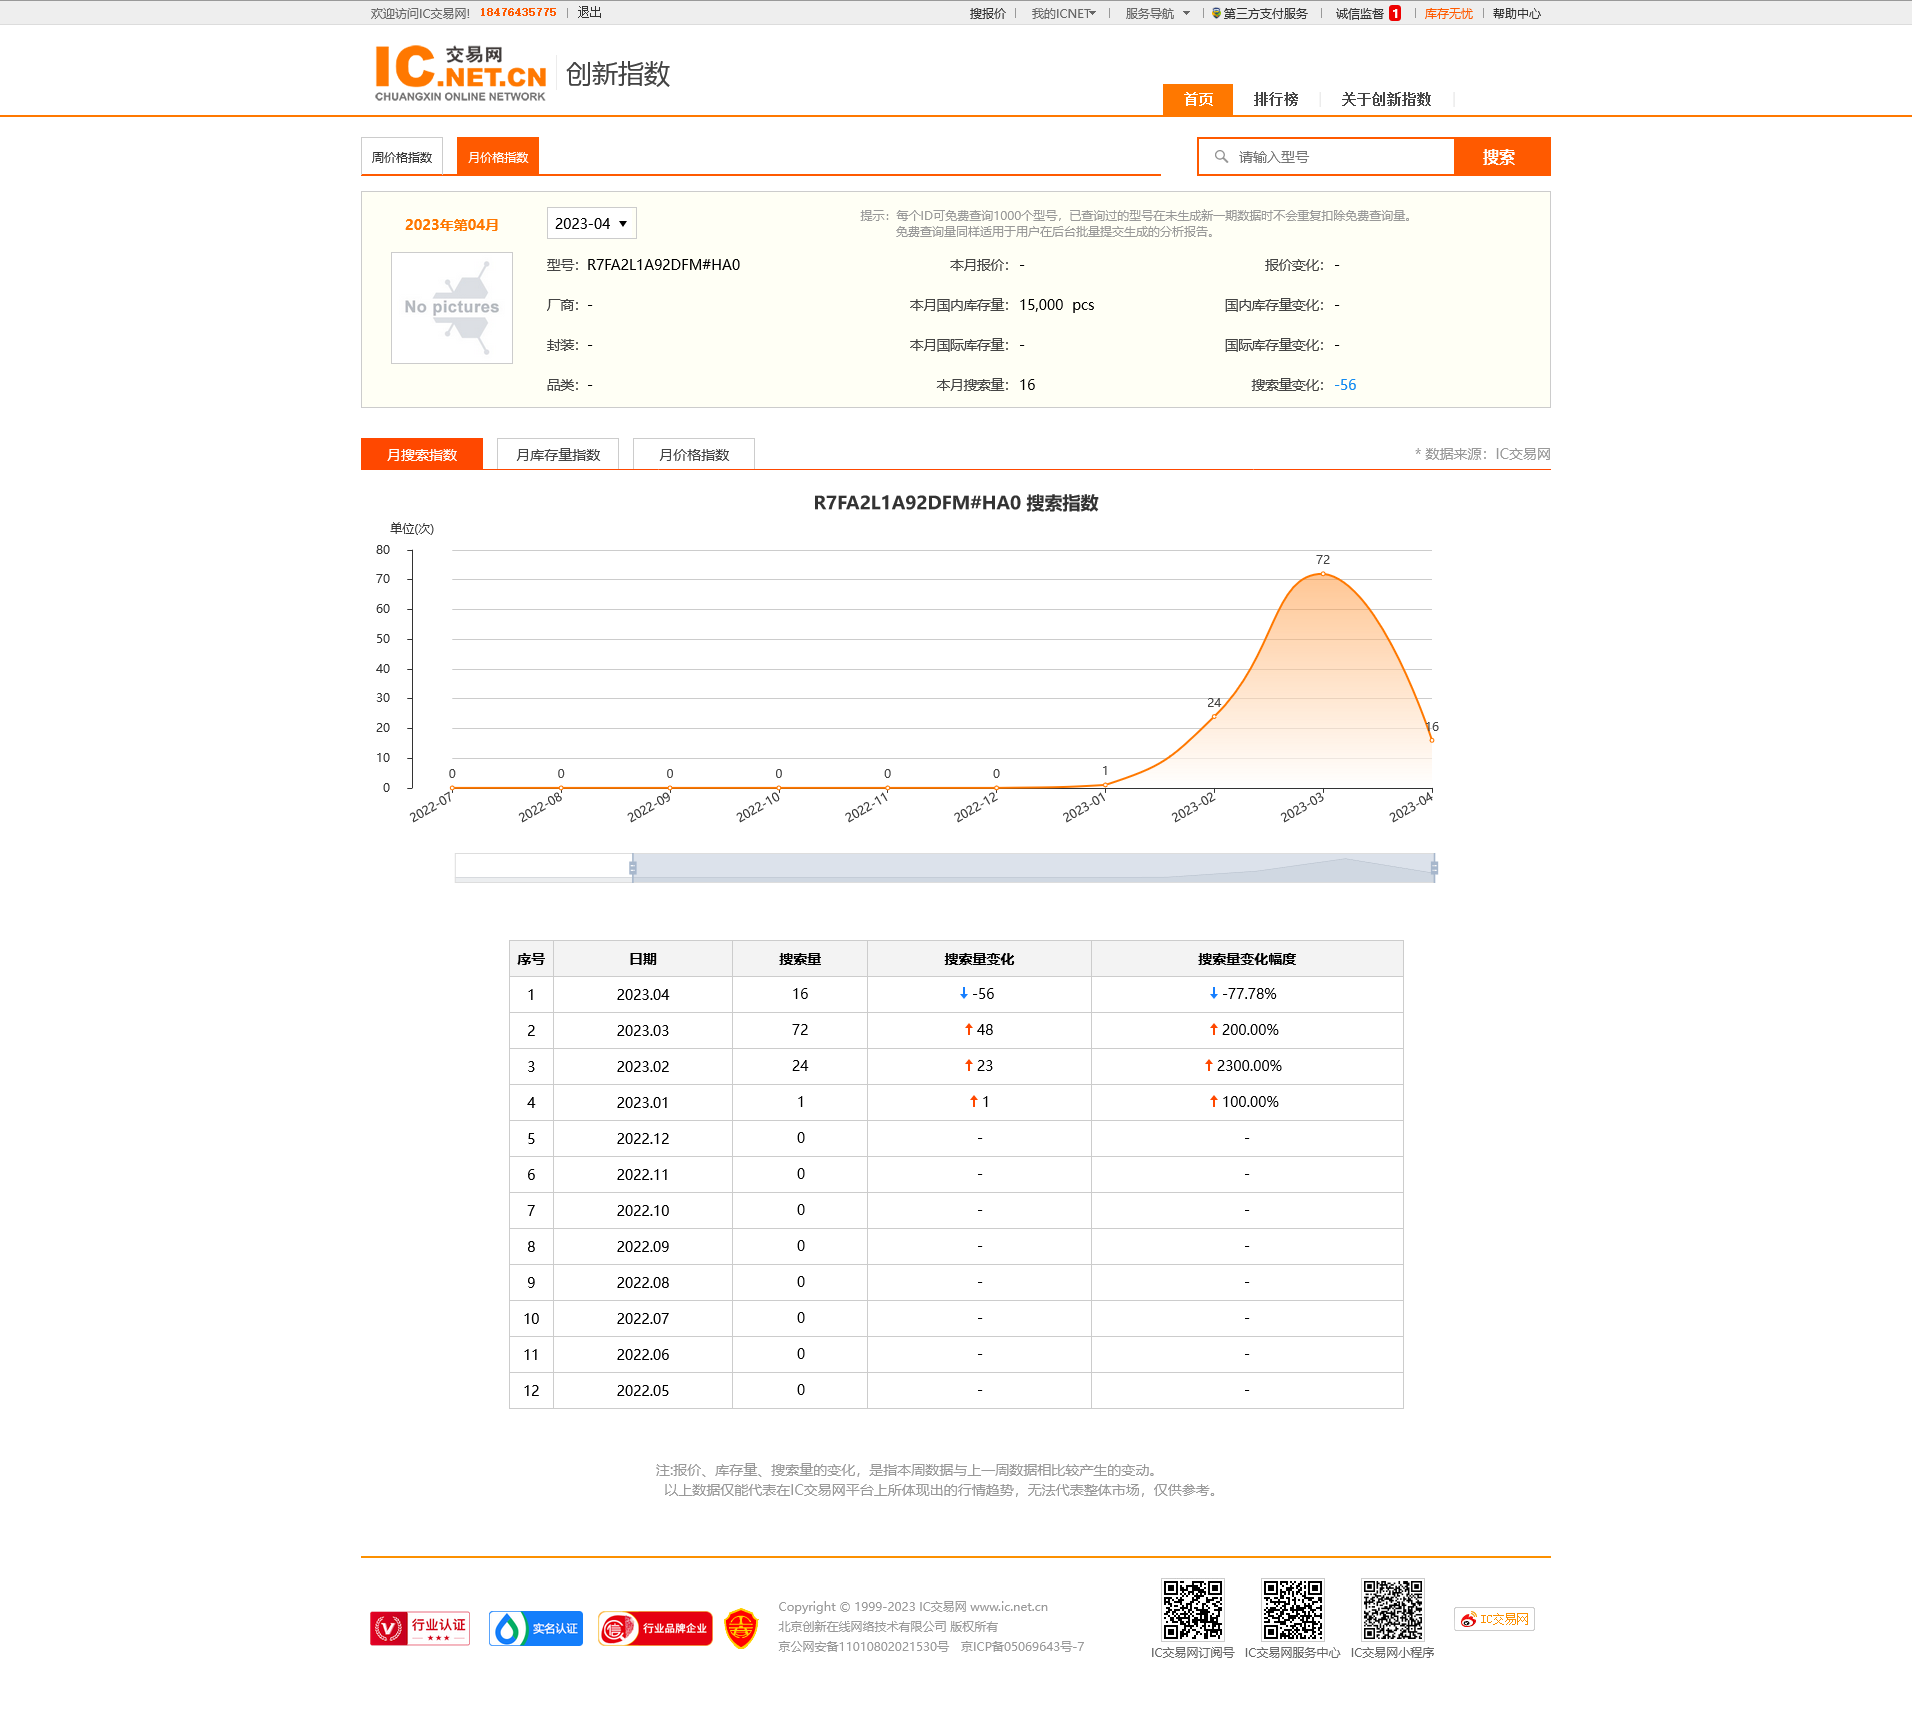 欢迎访问IC交易网! 18476435775 退出 搜报价 我的ICNET 服务导航 第三方支付服务 诚信监督 1 库存无忧 帮助中心
IC.NET.CN 交易网
CHUANGXIN ONLINE NETWORK
创新指数
首页 排行榜 关于创新指数
周价格指数 月价格指数 请输入型号 搜索
2023年第04月 2023-04
提示：每个ID可免费查询1000个型号，已查询过的型号在未生成新一期数据时不会重复扣除免费查询量。
免费查询量同样适用于用户在后台批量提交生成的分析报告。
No pictures
型号：R7FA2L1A92DFM#HA0 本月报价：- 报价变化：-
厂商：- 本月国内库存量：15,000 pcs 国内库存量变化：-
封装：- 本月国际库存量：- 国际库存量变化：-
品类：- 本月搜索量：16 搜索量变化：-56
月搜索指数 月库存量指数 月价格指数 * 数据来源：IC交易网
R7FA2L1A92DFM#HA0 搜索指数
单位(次)
80
70
60
50
40
30
20
10
0
0 0 0 0 0 0 1 24 72 16
2022-07 2022-08 2022-09 2022-10 2022-11 2022-12 2023-01 2023-02 2023-03 2023-04
序号 日期 搜索量 搜索量变化 搜索量变化幅度
1 2023.04 16 ↓ -56 ↓ -77.78%
2 2023.03 72 ↑ 48 ↑ 200.00%
3 2023.02 24 ↑ 23 ↑ 2300.00%
4 2023.01 1 ↑ 1 ↑ 100.00%
5 2022.12 0 - -
6 2022.11 0 - -
7 2022.10 0 - -
8 2022.09 0 - -
9 2022.08 0 - -
10 2022.07 0 - -
11 2022.06 0 - -
12 2022.05 0 - -
注:报价、库存量、搜索量的变化，是指本周数据与上一周数据相比较产生的变动。
以上数据仅能代表在IC交易网平台上所体现出的行情趋势，无法代表整体市场，仅供参考。
行业认证 实名认证 行业品牌企业
Copyright © 1999-2023 IC交易网 www.ic.net.cn
北京创新在线网络技术有限公司 版权所有
京公网安备11010802021530号 京ICP备05069643号-7
IC交易网订阅号 IC交易网服务中心 IC交易网小程序
IC交易网